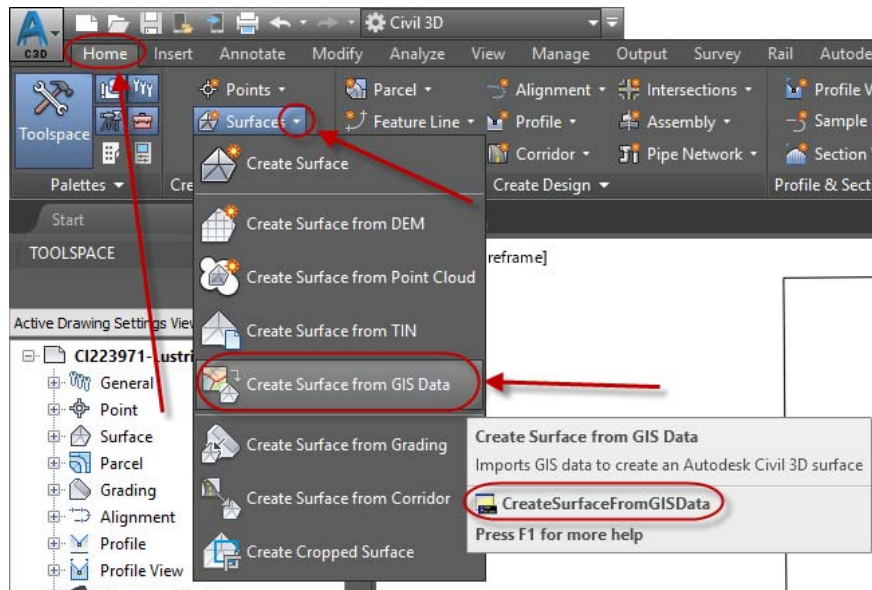 Civil 3D
C3D
Home Insert Annotate Modify Analyze View Manage Output Survey Rail Autode
Toolspace
Points
Parcel
Alignment
Intersections
Profile V
Surfaces
Feature Line
Profile
Assembly
Sample
Corridor
Pipe Network
Section
Palettes
Cre
Create Design
Profile & Sect
Create Surface
Create Surface from DEM
Create Surface from Point Cloud
Create Surface from TIN
Create Surface from GIS Data
Create Surface from Grading
Create Surface from Corridor
Create Cropped Surface
Start
TOOLSPACE
reframe]
Active Drawing Settings View
CI223971-Lustri
General
Point
Surface
Parcel
Grading
Alignment
Profile
Profile View
Create Surface from GIS Data
Imports GIS data to create an Autodesk Civil 3D surface
CreateSurfaceFromGISData
Press F1 for more help